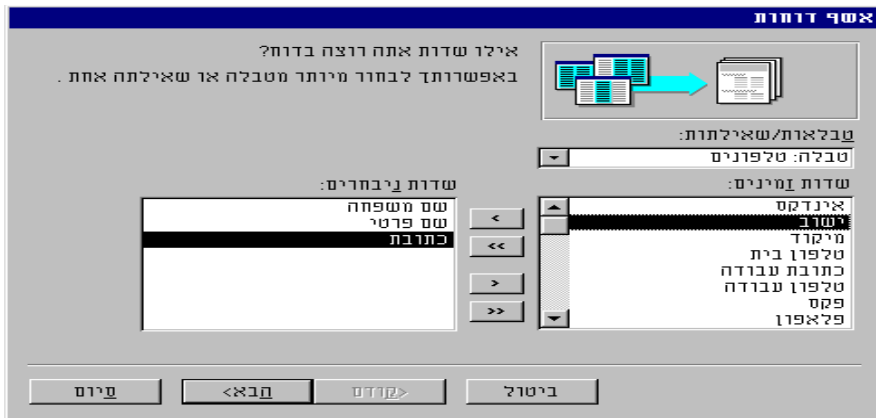 אשף דוחות
אילו שדות אתה רוצה בדוח?
באפשרותך לבחור מיותר מטבלה או שאילתה אחת .
טבלאות/שאילתות:
טבלה: טלפונים
שדות זמינים:
אינדקס
ישוב
מיקוד
טלפון בית
כתובת עבודה
טלפון עבודה
פקס
פלאפון
<
<<
>
>>
שדות ניבחרים:
שם משפחה
שם פרטי
כתובת
ביטול
<קודם
הבא>
סיום